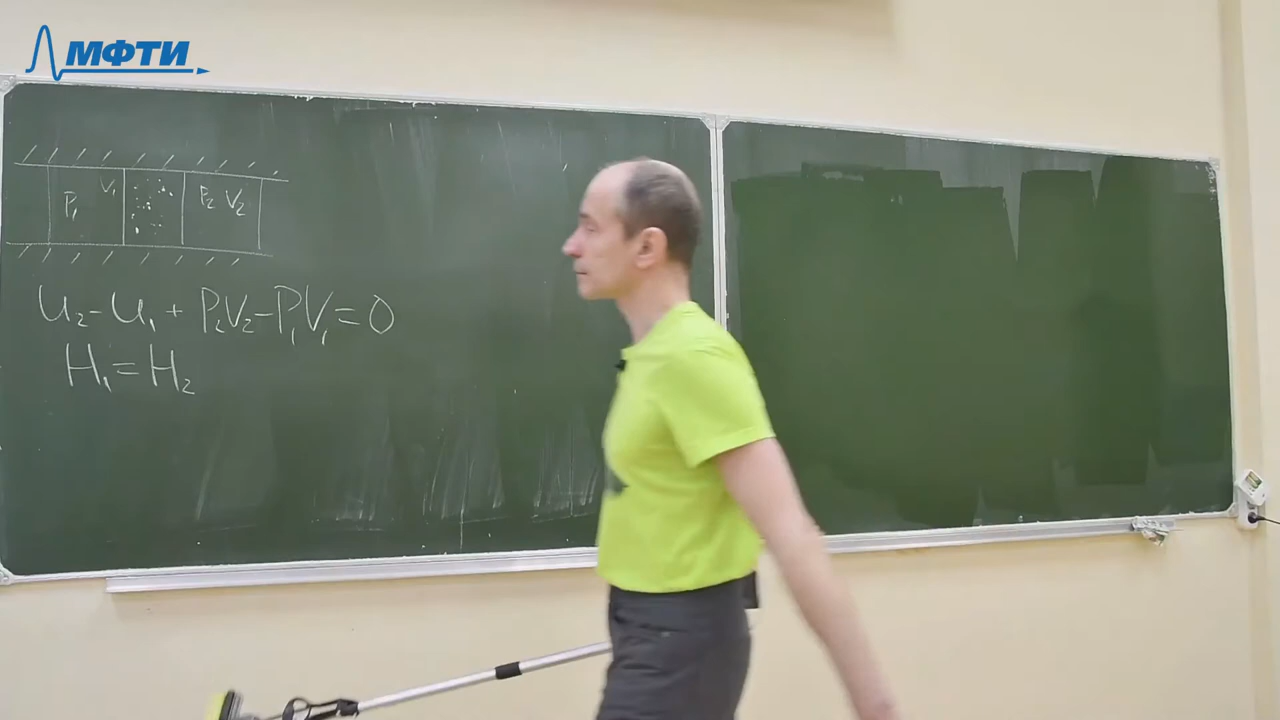 МФТИ
P₁ V₁ P₂ V₂
U₂ - U₁ + P₂V₂ - P₁V₁ = 0
H₁ = H₂